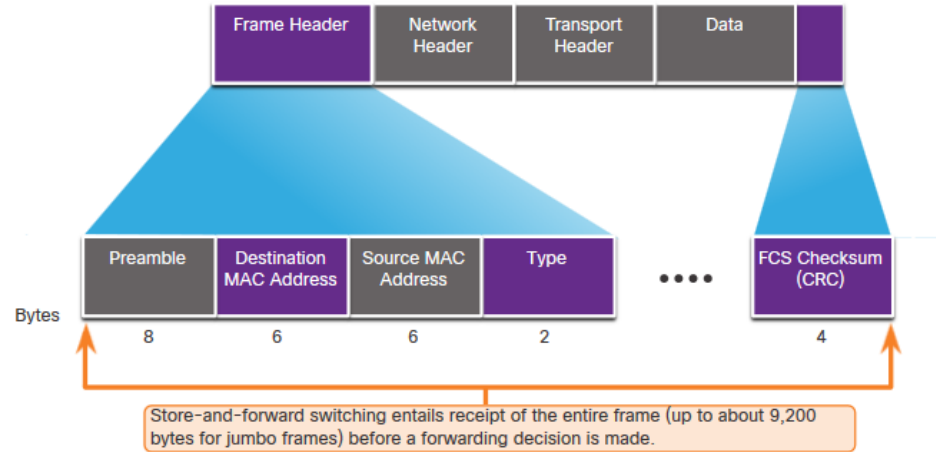 Frame Header
Network
Header
Transport
Header
Data
Preamble
Destination
MAC Address
Source MAC
Address
Type
••••
FCS Checksum
(CRC)
Bytes
8
6
6
2
4
Store-and-forward switching entails receipt of the entire frame (up to about 9,200
bytes for jumbo frames) before a forwarding decision is made.